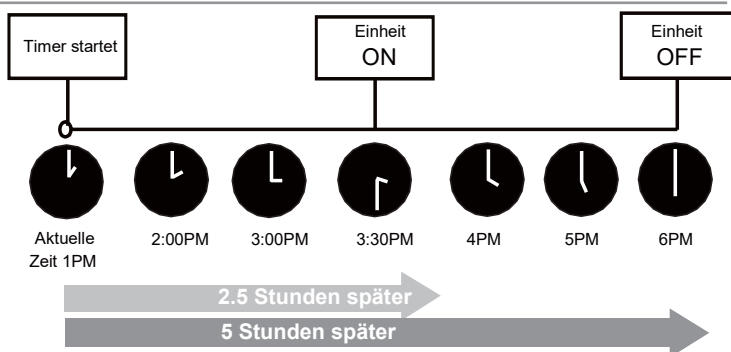 Timer startet
Einheit
ON
Einheit
OFF
Aktuelle
Zeit 1PM
2:00PM
3:00PM
3:30PM
4PM
5PM
6PM
2.5 Stunden später
5 Stunden später